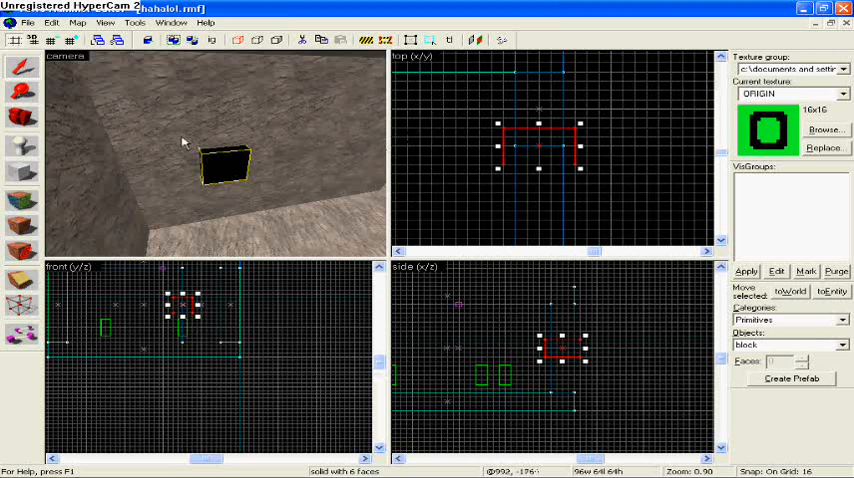 Unregistered HyperCam 2
hahalol.rmf]
File Edit Map View Tools Window Help
camera
top (x/y)
front (y/z)
side (x/z)
Texture group:
c:\documents and settin
Current texture:
ORIGIN
16x16
Browse...
Replace...
VisGroups:
Apply Edit Mark Purge
Move selected: toWorld toEntity
Categories:
Primitives
Objects:
block
Faces: 0
Create Prefab
For Help, press F1
solid with 6 faces
@992, -176
96w 64l 64h
Zoom: 0.90
Snap: On Grid: 16